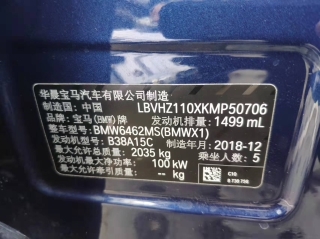 华晨宝马汽车有限公司制造
制造国: 中国 LBVHZ110XKMP50706
品牌: 宝马(BMW)牌 发动机排量: 1499 mL
整车型号: BMW6462MS(BMWX1)
发动机型号: B38A15C 制造年月: 2018-12
最大允许总质量: 2035 kg 乘坐人数: 5
发动机最大净功率: 100 kW
最大允许牵引质量: -- kg